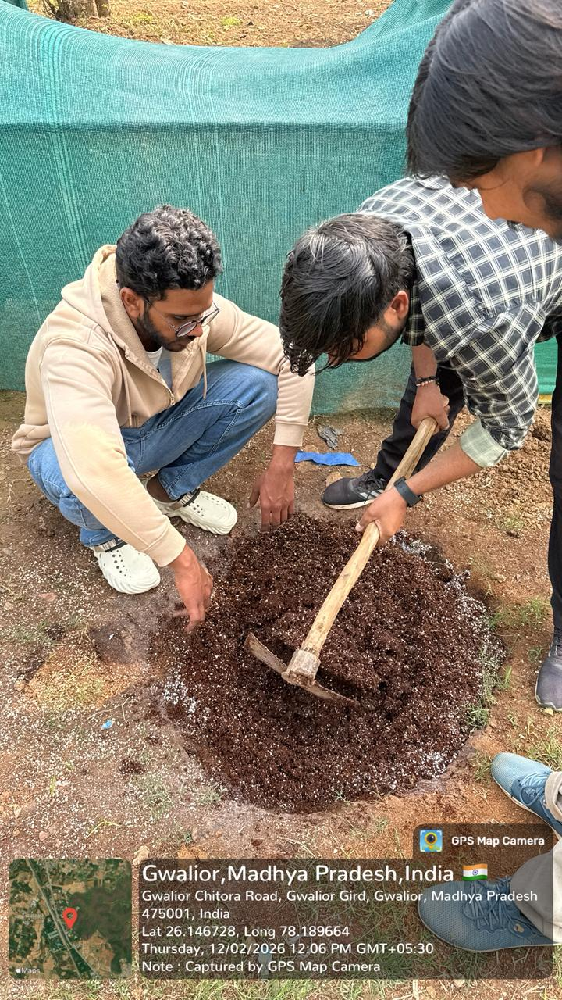 GPS Map Camera
Gwalior,Madhya Pradesh,India 🇮🇳
Gwalior Chitora Road, Gwalior Gird, Gwalior, Madhya Pradesh
475001, India
Lat 26.146728, Long 78.189664
Thursday, 12/02/2026 12:06 PM GMT+05:30
Note : Captured by GPS Map Camera
Maps